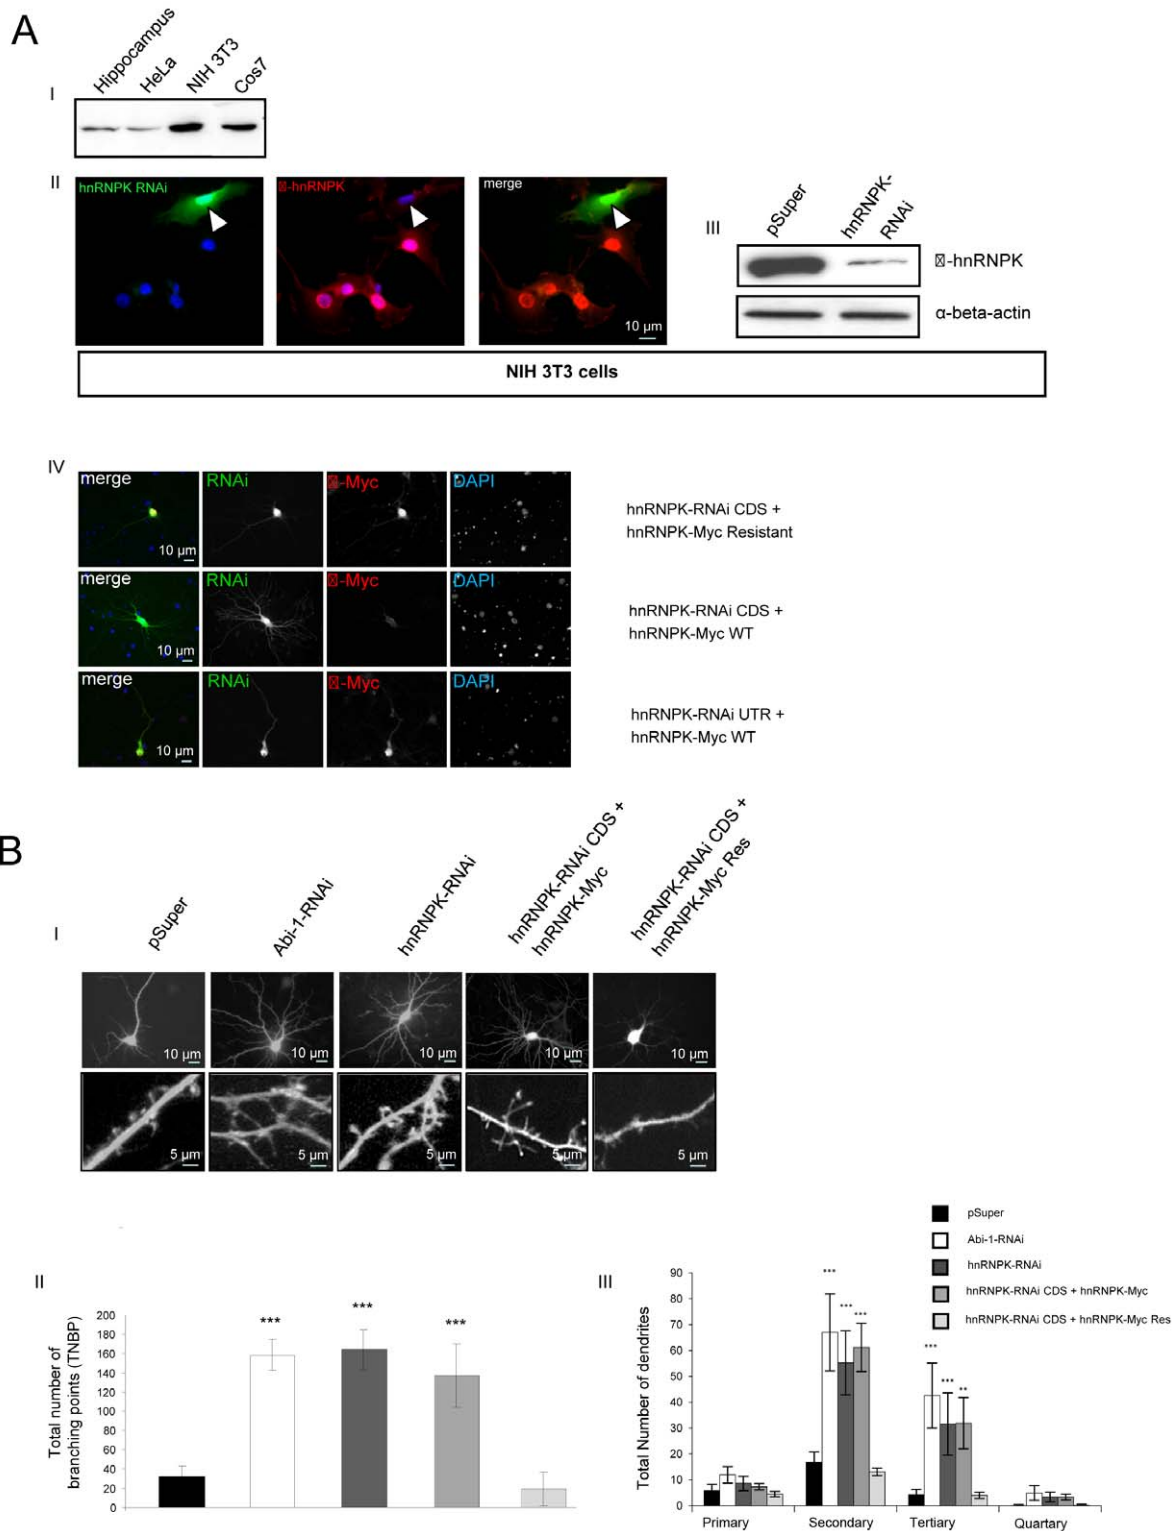 A
Hippocampus
HeLa
NIH 3T3
Cos7
I
II
hnRNPK RNAi
-hnRNPK
merge
10 µm
III
pSuper
hnRNPK-
RNAi
-hnRNPK
α-beta-actin
NIH 3T3 cells
IV
merge
RNAi
-Myc
DAPI
10 µm
hnRNPK-RNAi CDS +
hnRNPK-Myc Resistant
merge
RNAi
-Myc
DAPI
10 µm
hnRNPK-RNAi CDS +
hnRNPK-Myc WT
merge
RNAi
-Myc
DAPI
10 µm
hnRNPK-RNAi UTR +
hnRNPK-Myc WT
B
I
pSuper
Abi-1-RNAi
hnRNPK-RNAi
hnRNPK-RNAi CDS +
hnRNPK-Myc
hnRNPK-RNAi CDS +
hnRNPK-Myc Res
10 µm
10 µm
10 µm
10 µm
10 µm
5 µm
5 µm
5 µm
5 µm
5 µm
II
Total number of
branching points (TNBP)
200
180
160
140
120
100
80
60
40
20
0
***
***
***
III
pSuper
Abi-1-RNAi
hnRNPK-RNAi
hnRNPK-RNAi CDS + hnRNPK-Myc
hnRNPK-RNAi CDS + hnRNPK-Myc Res
Total Number of dendrites
90
80
70
60
50
40
30
20
10
0
***
***
***
***
***
**
Primary
Secondary
Tertiary
Quartary